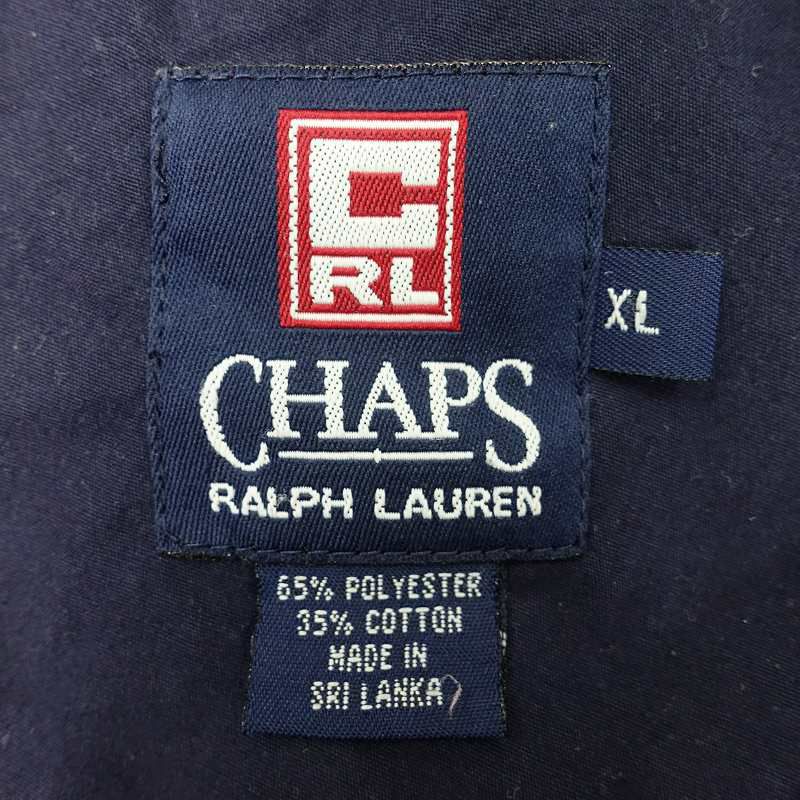 C
RL
CHAPS
RALPH LAUREN
XL
65% POLYESTER
35% COTTON
MADE IN
SRI LANKA